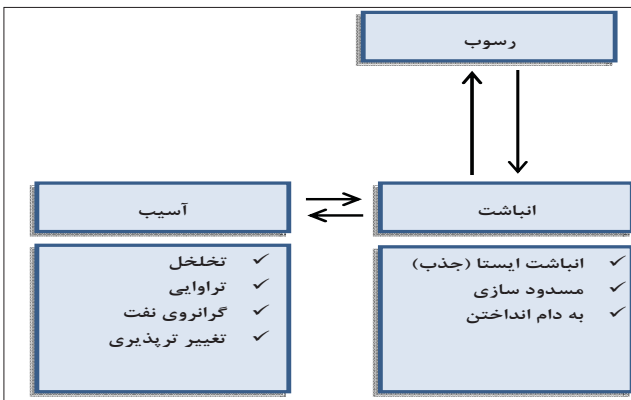 رسوب
انباشت
آسیب
انباشت ایستا (جذب)
مسدود سازی
به دام انداختن
تخلخل
تراوایی
گرانروی نفت
تغییر ترپذیری